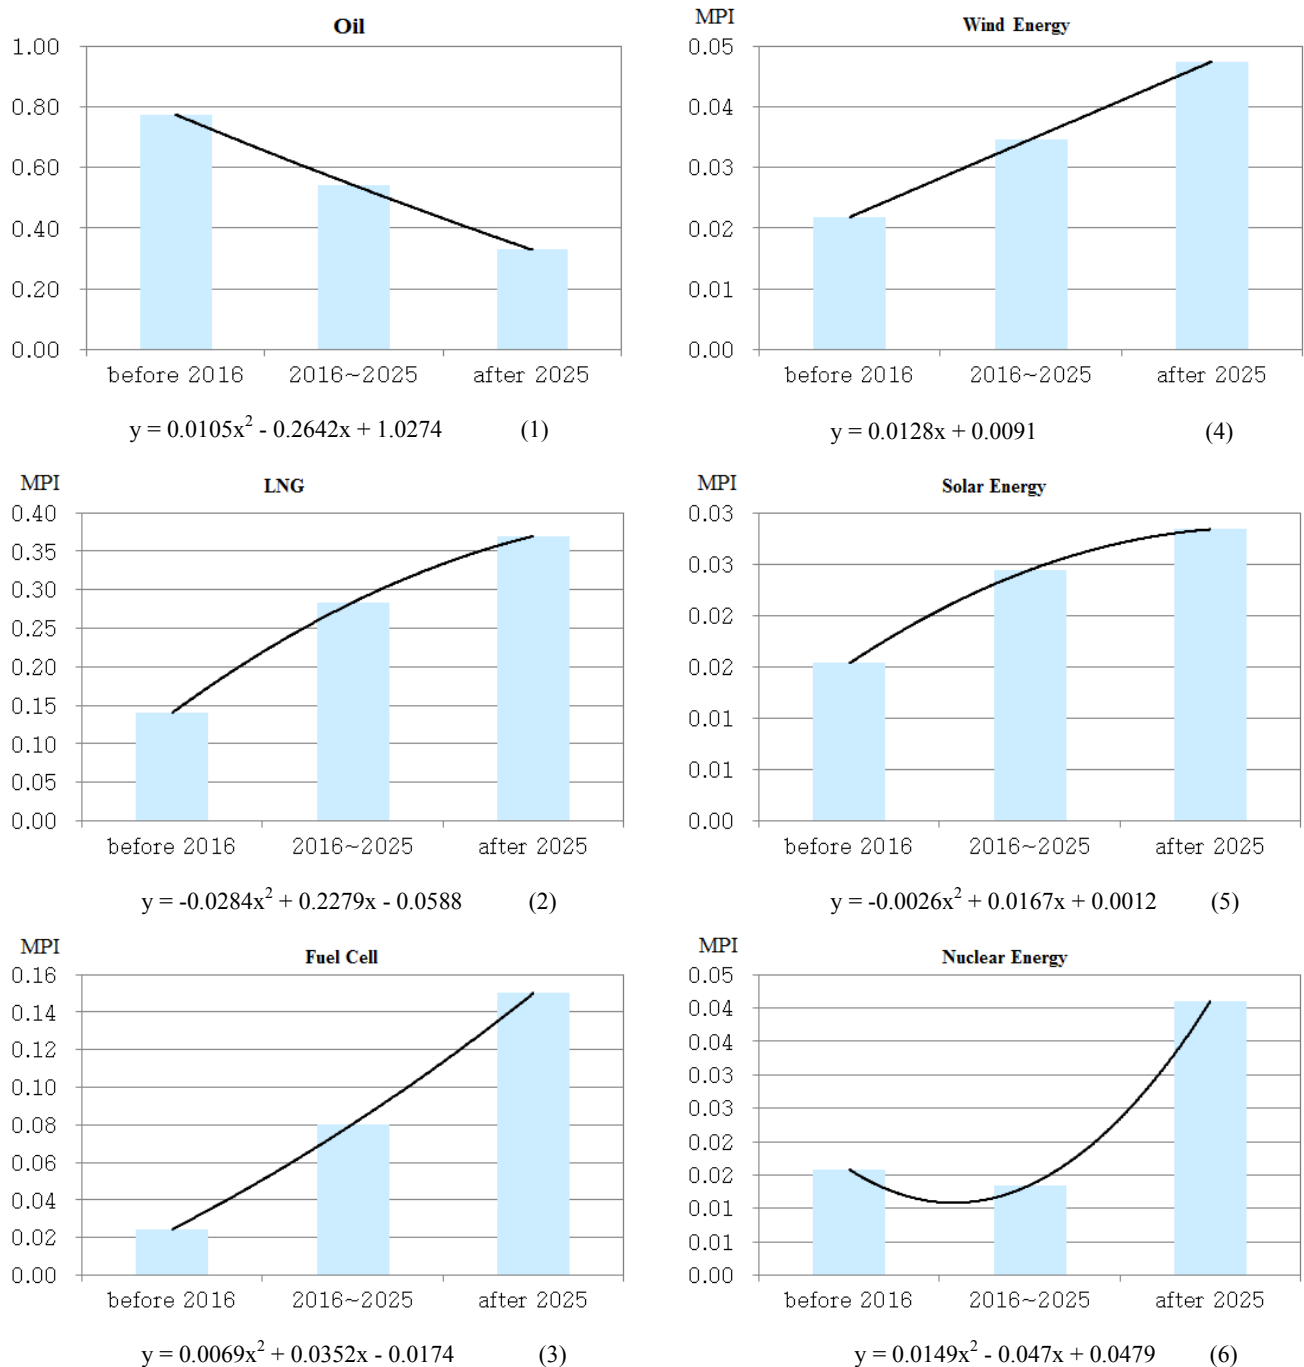 Oil
1.00
0.80
0.60
0.40
0.20
0.00
before 2016 2016~2025 after 2025
y = 0.0105x² - 0.2642x + 1.0274 (1)
MPI
Wind Energy
0.05
0.04
0.03
0.02
0.01
0.00
before 2016 2016~2025 after 2025
y = 0.0128x + 0.0091 (4)
MPI
LNG
0.40
0.35
0.30
0.25
0.20
0.15
0.10
0.05
0.00
before 2016 2016~2025 after 2025
y = -0.0284x² + 0.2279x - 0.0588 (2)
MPI
Solar Energy
0.03
0.03
0.02
0.02
0.01
0.01
0.00
before 2016 2016~2025 after 2025
y = -0.0026x² + 0.0167x + 0.0012 (5)
MPI
Fuel Cell
0.16
0.14
0.12
0.10
0.08
0.06
0.04
0.02
0.00
before 2016 2016~2025 after 2025
y = 0.0069x² + 0.0352x - 0.0174 (3)
MPI
Nuclear Energy
0.05
0.04
0.04
0.03
0.03
0.02
0.02
0.01
0.01
0.00
before 2016 2016~2025 after 2025
y = 0.0149x² - 0.047x + 0.0479 (6)